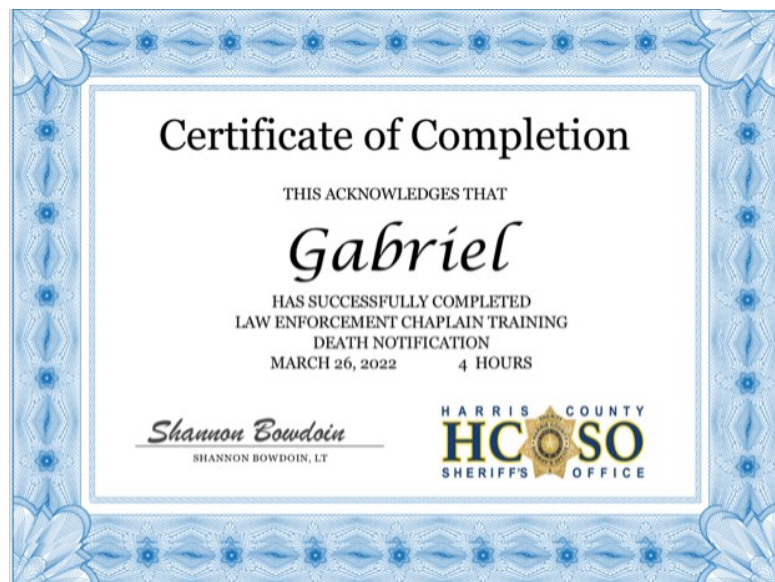 Certificate of Completion
THIS ACKNOWLEDGES THAT
Gabriel
HAS SUCCESSFULLY COMPLETED
LAW ENFORCEMENT CHAPLAIN TRAINING
DEATH NOTIFICATION
MARCH 26, 2022 4 HOURS
Shannon Bowdoin
SHANNON BOWDOIN, LT
HARRIS COUNTY
HCSO
SHERIFF'S OFFICE